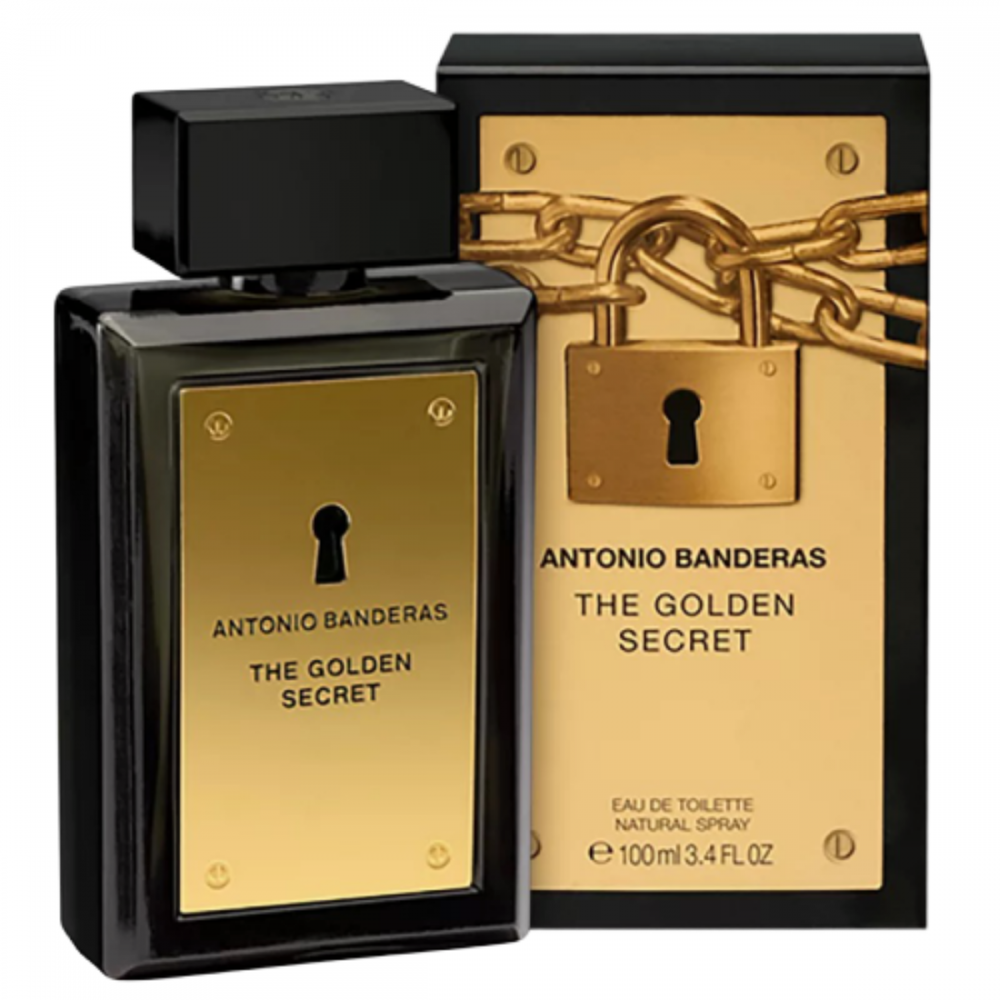 ANTONIO BANDERAS
THE GOLDEN
SECRET
ANTONIO BANDERAS
THE GOLDEN
SECRET
EAU DE TOILETTE
NATURAL SPRAY
℮ 100 ml 3.4 FL OZ